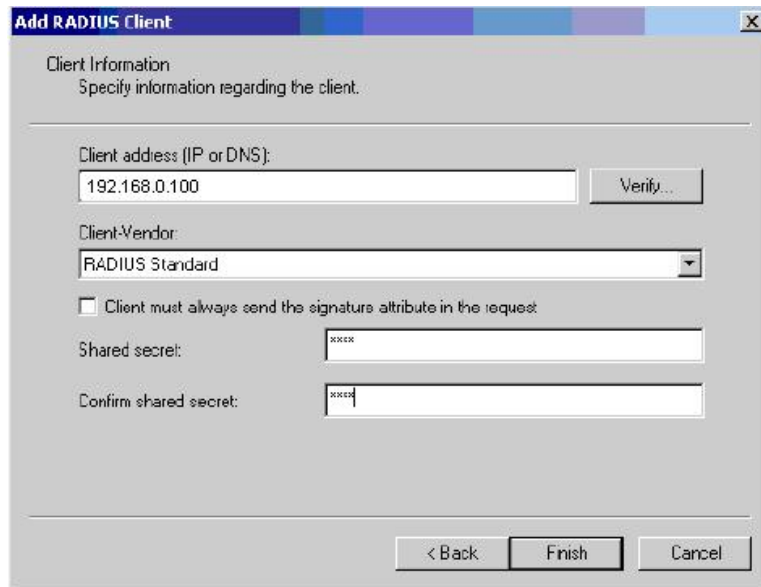 Add RADIUS Client
Client Information
Specify information regarding the client.
Client address (IP or DNS):
192.168.0.100
Verify...
Client-Vendor:
RADIUS Standard
Client must always send the signature attribute in the request
Shared secret:
xxxx
Confirm shared secret:
xxxx
< Back
Finish
Cancel